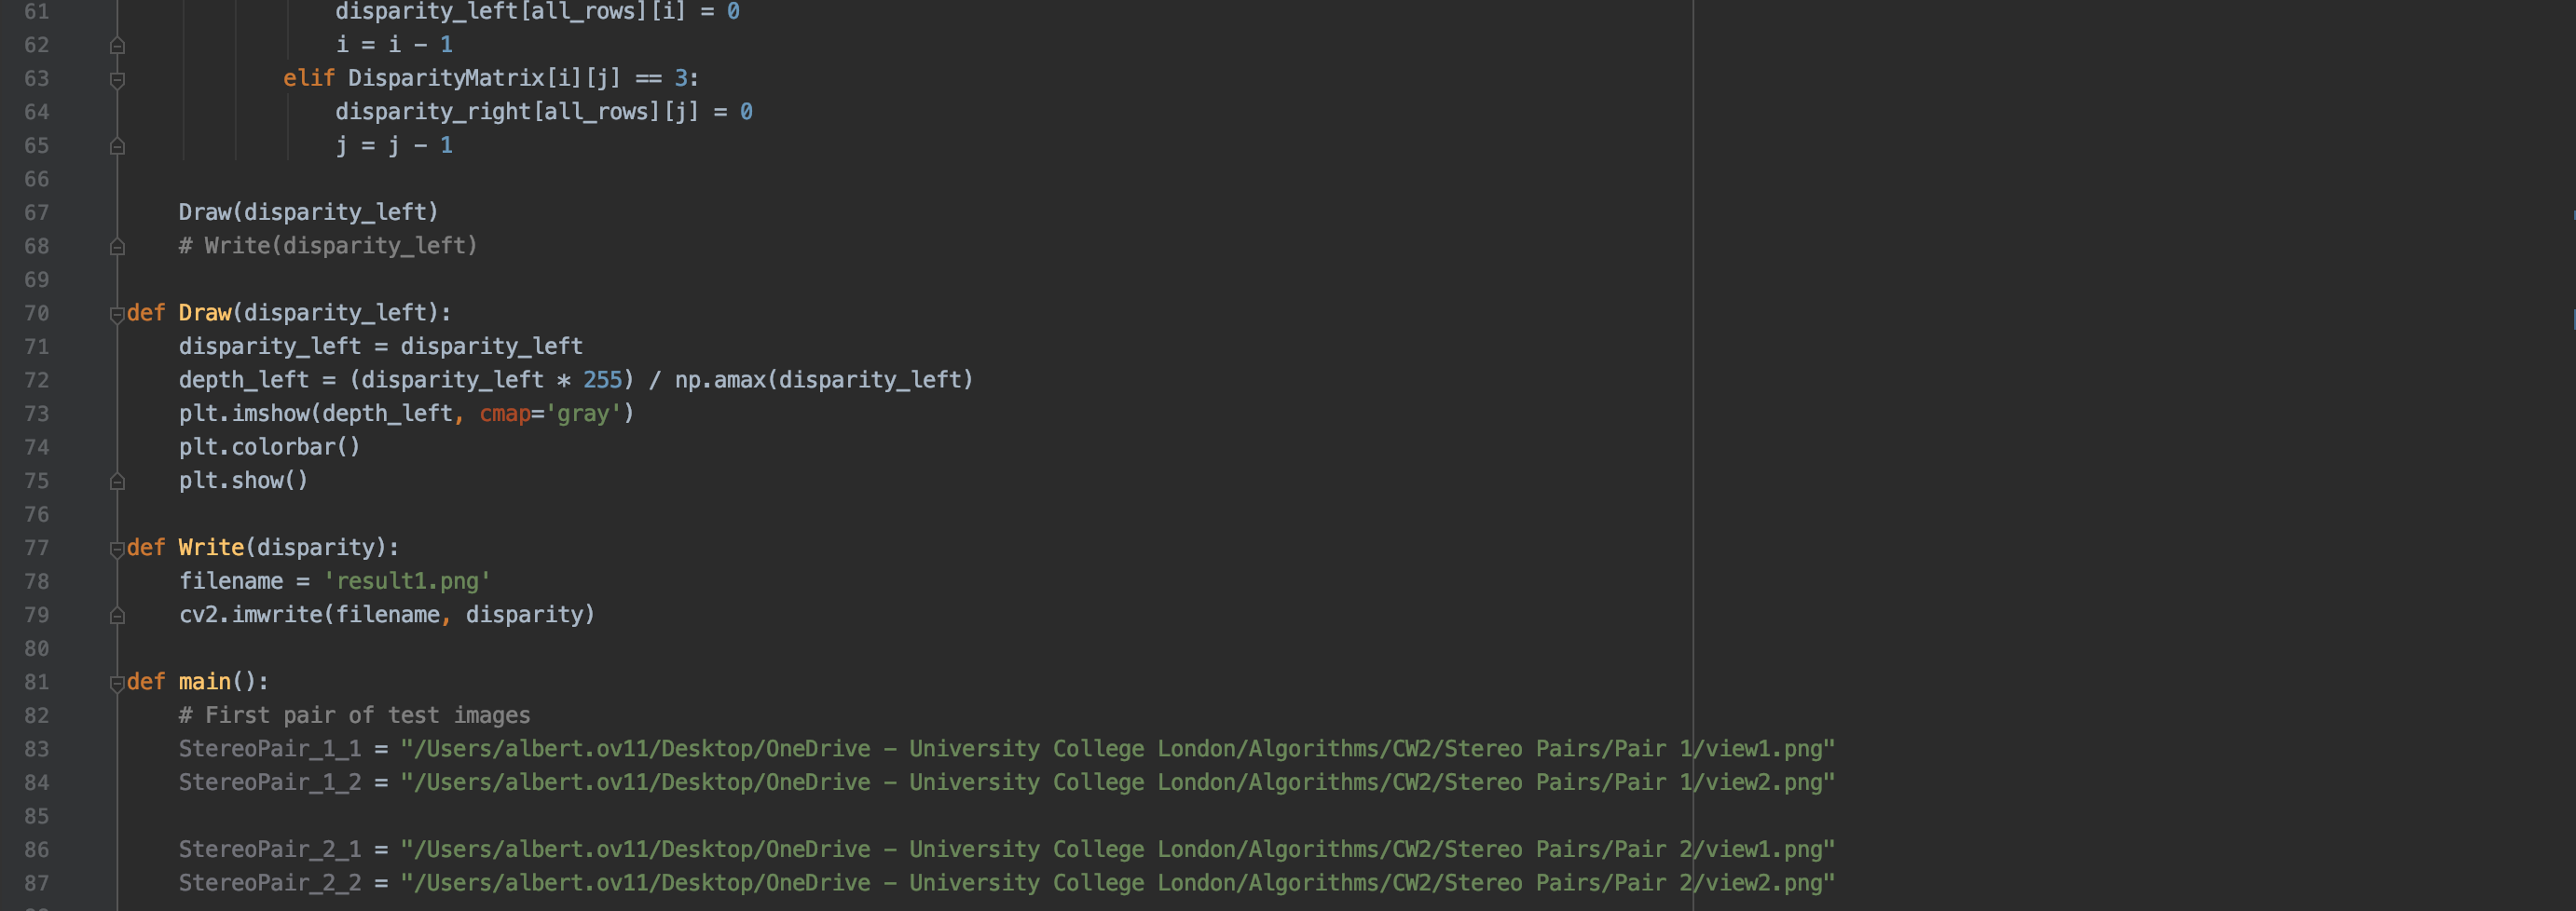 61 disparity_left[all_rows][i] = 0
62 i = i - 1
63 elif DisparityMatrix[i][j] == 3:
64 disparity_right[all_rows][j] = 0
65 j = j - 1
66
67 Draw(disparity_left)
68 # Write(disparity_left)
69
70 def Draw(disparity_left):
71 disparity_left = disparity_left
72 depth_left = (disparity_left * 255) / np.amax(disparity_left)
73 plt.imshow(depth_left, cmap='gray')
74 plt.colorbar()
75 plt.show()
76
77 def Write(disparity):
78 filename = 'result1.png'
79 cv2.imwrite(filename, disparity)
80
81 def main():
82 # First pair of test images
83 StereoPair_1_1 = "/Users/albert.ov11/Desktop/OneDrive - University College London/Algorithms/CW2/Stereo Pairs/Pair 1/view1.png"
84 StereoPair_1_2 = "/Users/albert.ov11/Desktop/OneDrive - University College London/Algorithms/CW2/Stereo Pairs/Pair 1/view2.png"
85
86 StereoPair_2_1 = "/Users/albert.ov11/Desktop/OneDrive - University College London/Algorithms/CW2/Stereo Pairs/Pair 2/view1.png"
87 StereoPair_2_2 = "/Users/albert.ov11/Desktop/OneDrive - University College London/Algorithms/CW2/Stereo Pairs/Pair 2/view2.png"